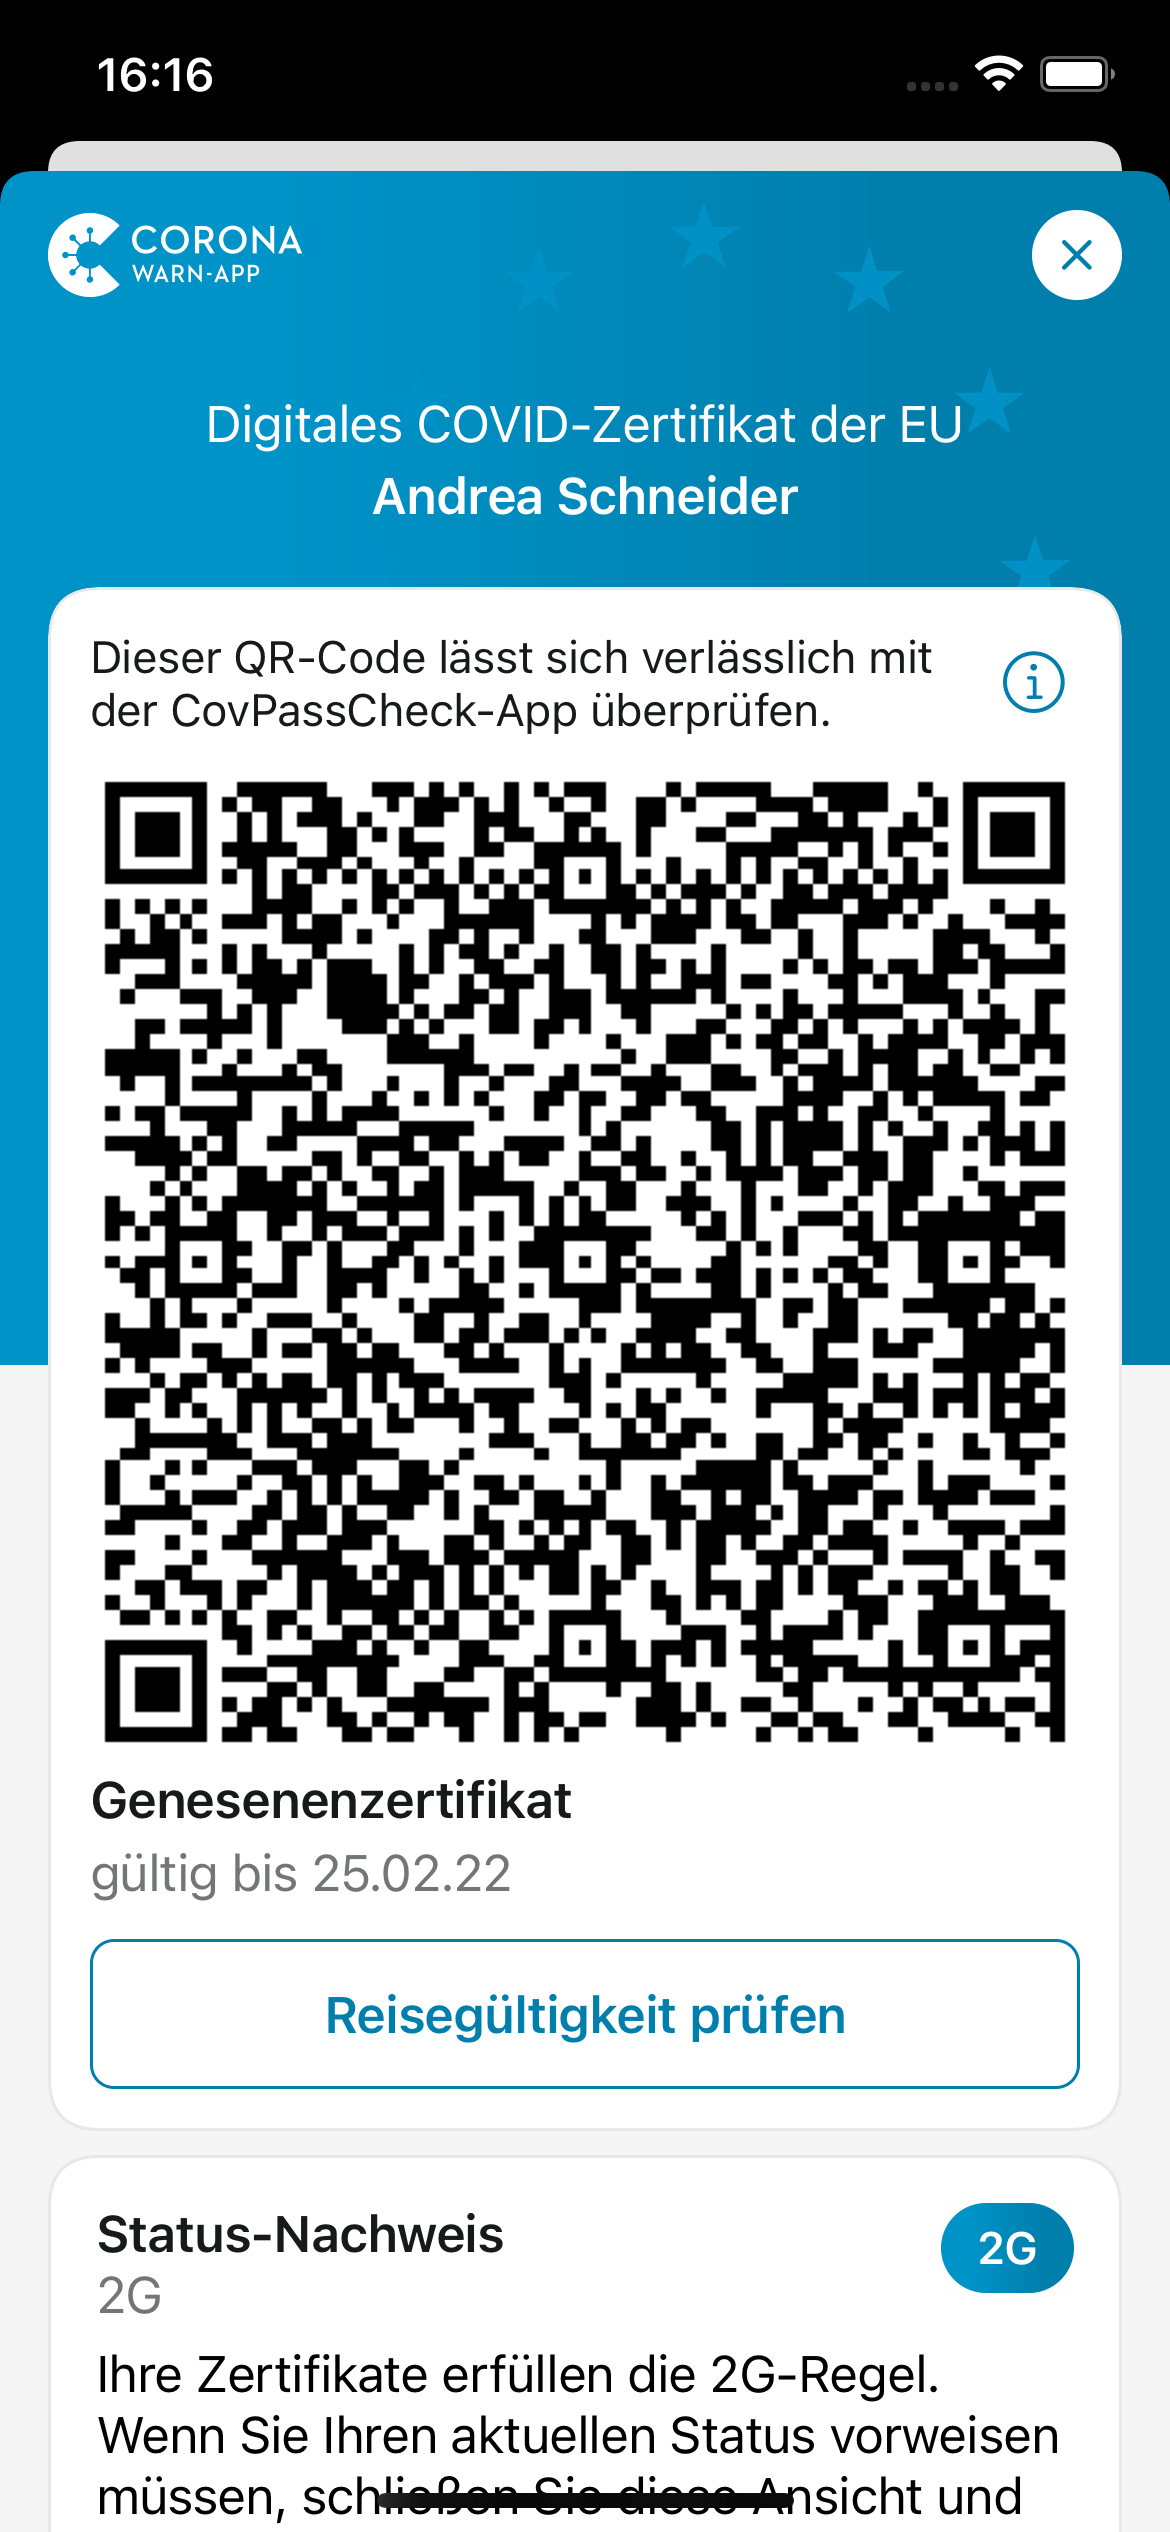 16:16
CORONA
WARN-APP
Digitales COVID-Zertifikat der EU
Andrea Schneider
Dieser QR-Code lässt sich verlässlich mit
der CovPassCheck-App überprüfen.
Genesenenzertifikat
gültig bis 25.02.22
Reisegültigkeit prüfen
Status-Nachweis
2G
2G
Ihre Zertifikate erfüllen die 2G-Regel.
Wenn Sie Ihren aktuellen Status vorweisen
müssen, schließen Sie diese Ansicht und